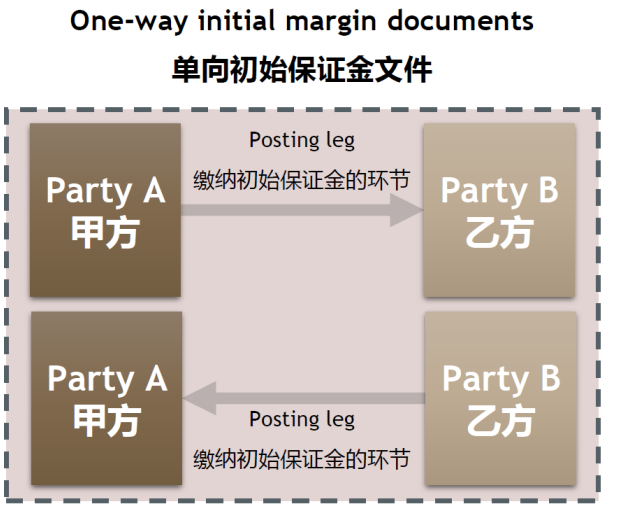 One-way initial margin documents
单向初始保证金文件
Posting leg
缴纳初始保证金的环节
Party A
甲方
Party B
乙方
Party A
甲方
Party B
乙方
Posting leg
缴纳初始保证金的环节